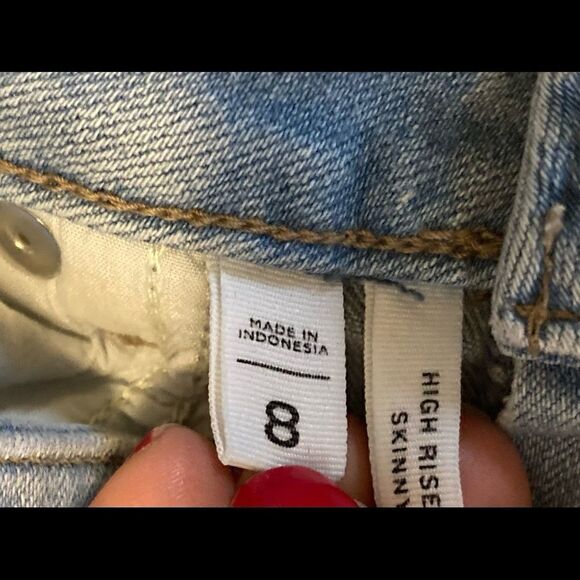 MADE IN
INDONESIA
8
HIGH RISE
SKINNY